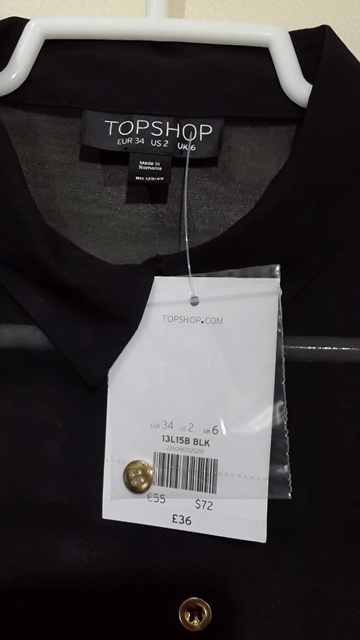 TOPSHOP
EUR 34 US 2 UK 6
Made in
Romania
TOPSHOP.COM
EUR 34 US 2 UK 6
13L15B BLK
€55 $72
£36